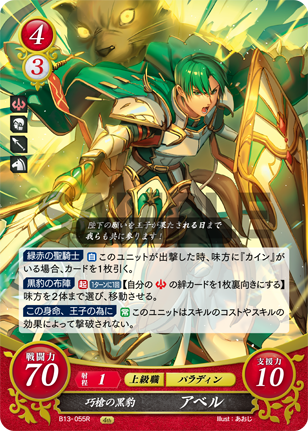 4
3
陛下の願いを王子が果たされる日まで
我らも共に参ります!
緑赤の聖騎士 自 このユニットが出撃した時、味方に『カイン』が
いる場合、カードを1枚引く。
黒豹の布陣 起 1ターンに1回 【自分の の絆カードを1枚裏向きにする】
味方を2体まで選び、移動させる。
この身命、王子の為に 常 このユニットはスキルのコストやスキルの
効果によって撃破されない。
戦闘力 70
射程 1 上級職 パラディン
支援力 10
巧槍の黒豹 アベル
B13-055R
Illust:あおじ